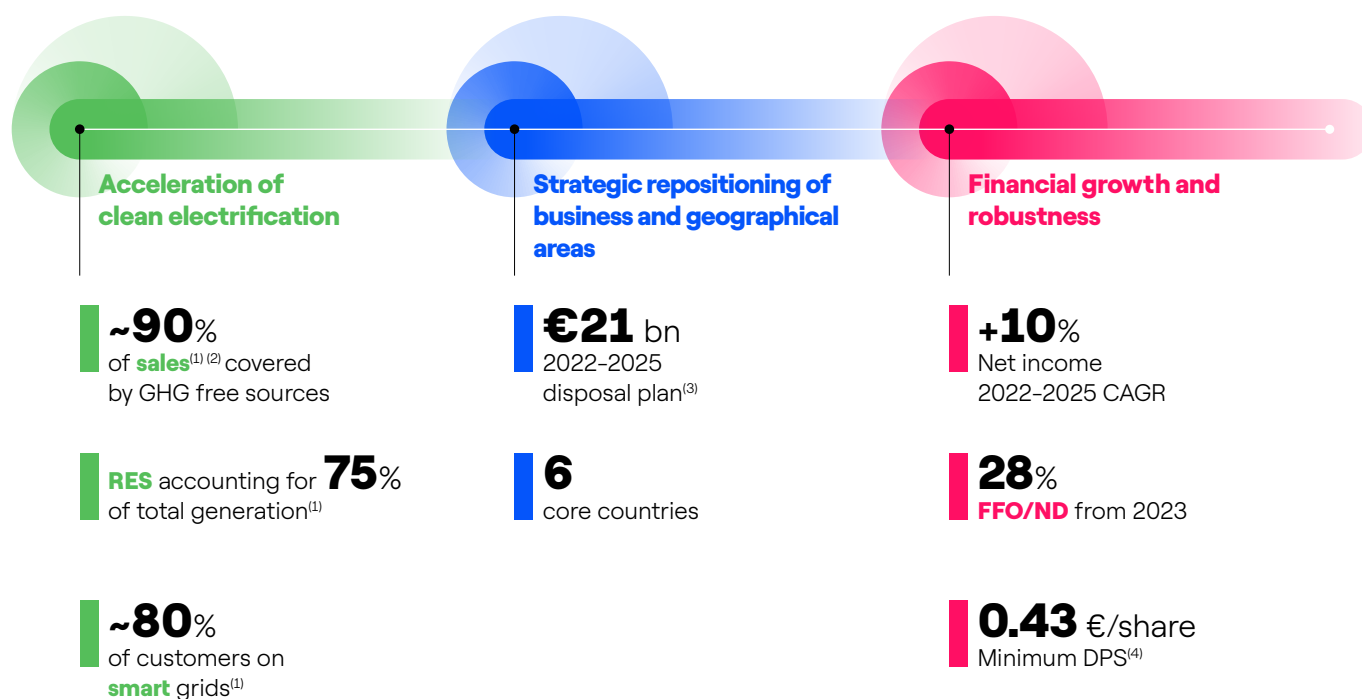 Acceleration of
clean electrification
~90%
of sales(1) (2) covered
by GHG free sources
RES accounting for 75%
of total generation(1)
~80%
of customers on
smart grids(1)
Strategic repositioning of
business and geographical
areas
€21 bn
2022-2025
disposal plan(3)
6
core countries
Financial growth and
robustness
+10%
Net income
2022-2025 CAGR
28%
FFO/ND from 2023
0.43 €/share
Minimum DPS(4)